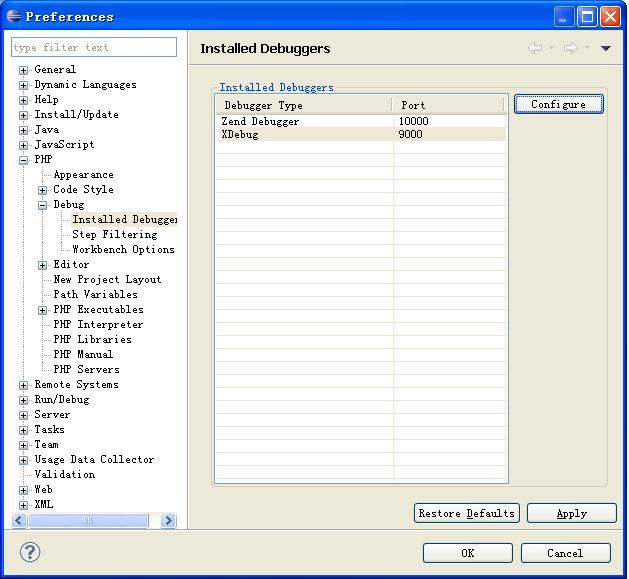 Preferences
type filter text
General
Dynamic Languages
Help
Install/Update
Java
JavaScript
PHP
Appearance
Code Style
Debug
Installed Debugger
Step Filtering
Workbench Options
Editor
New Project Layout
Path Variables
PHP Executables
PHP Interpreter
PHP Libraries
PHP Manual
PHP Servers
Remote Systems
Run/Debug
Server
Tasks
Team
Usage Data Collector
Validation
Web
XML
Installed Debuggers
Installed Debuggers
Debugger Type Port
Zend Debugger 10000
XDebug 9000
Configure
Restore Defaults Apply
? OK Cancel